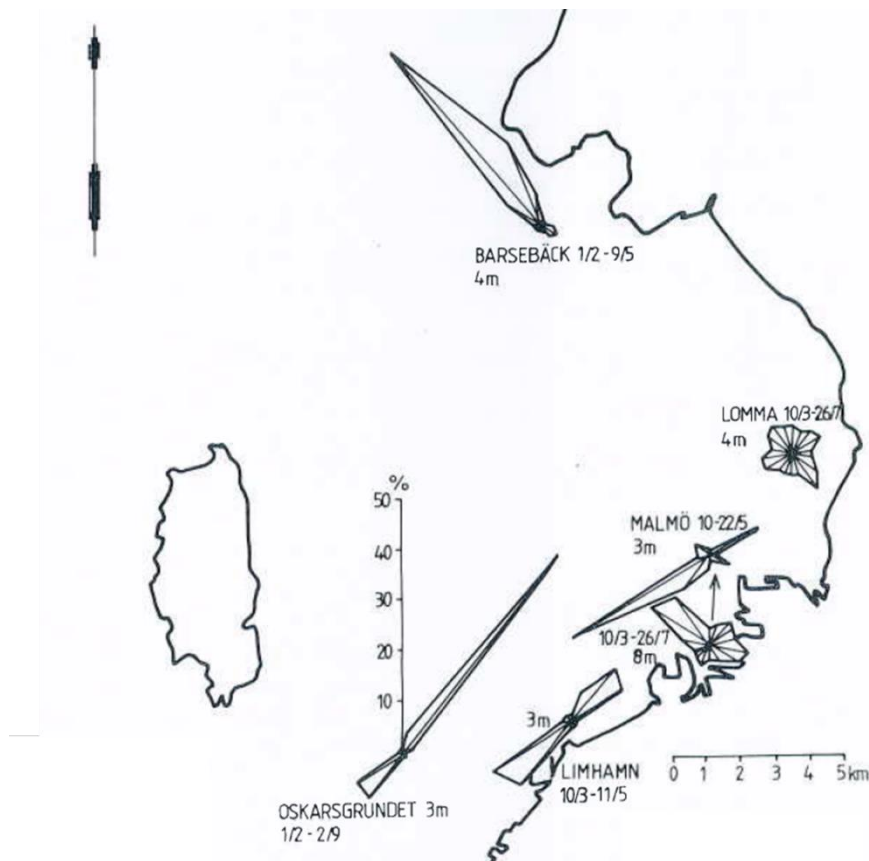 BARSEBÄCK 1/2-9/5
4m
LOMMA 10/3-26/7
4m
%
50
40
30
20
10
MALMÖ 10-22/5
3m
10/3-26/7
8m
3m
LIMHAMN
10/3-11/5
OSKARSGRUNDET 3m
1/2-2/9
0 1 2 3 4 5km